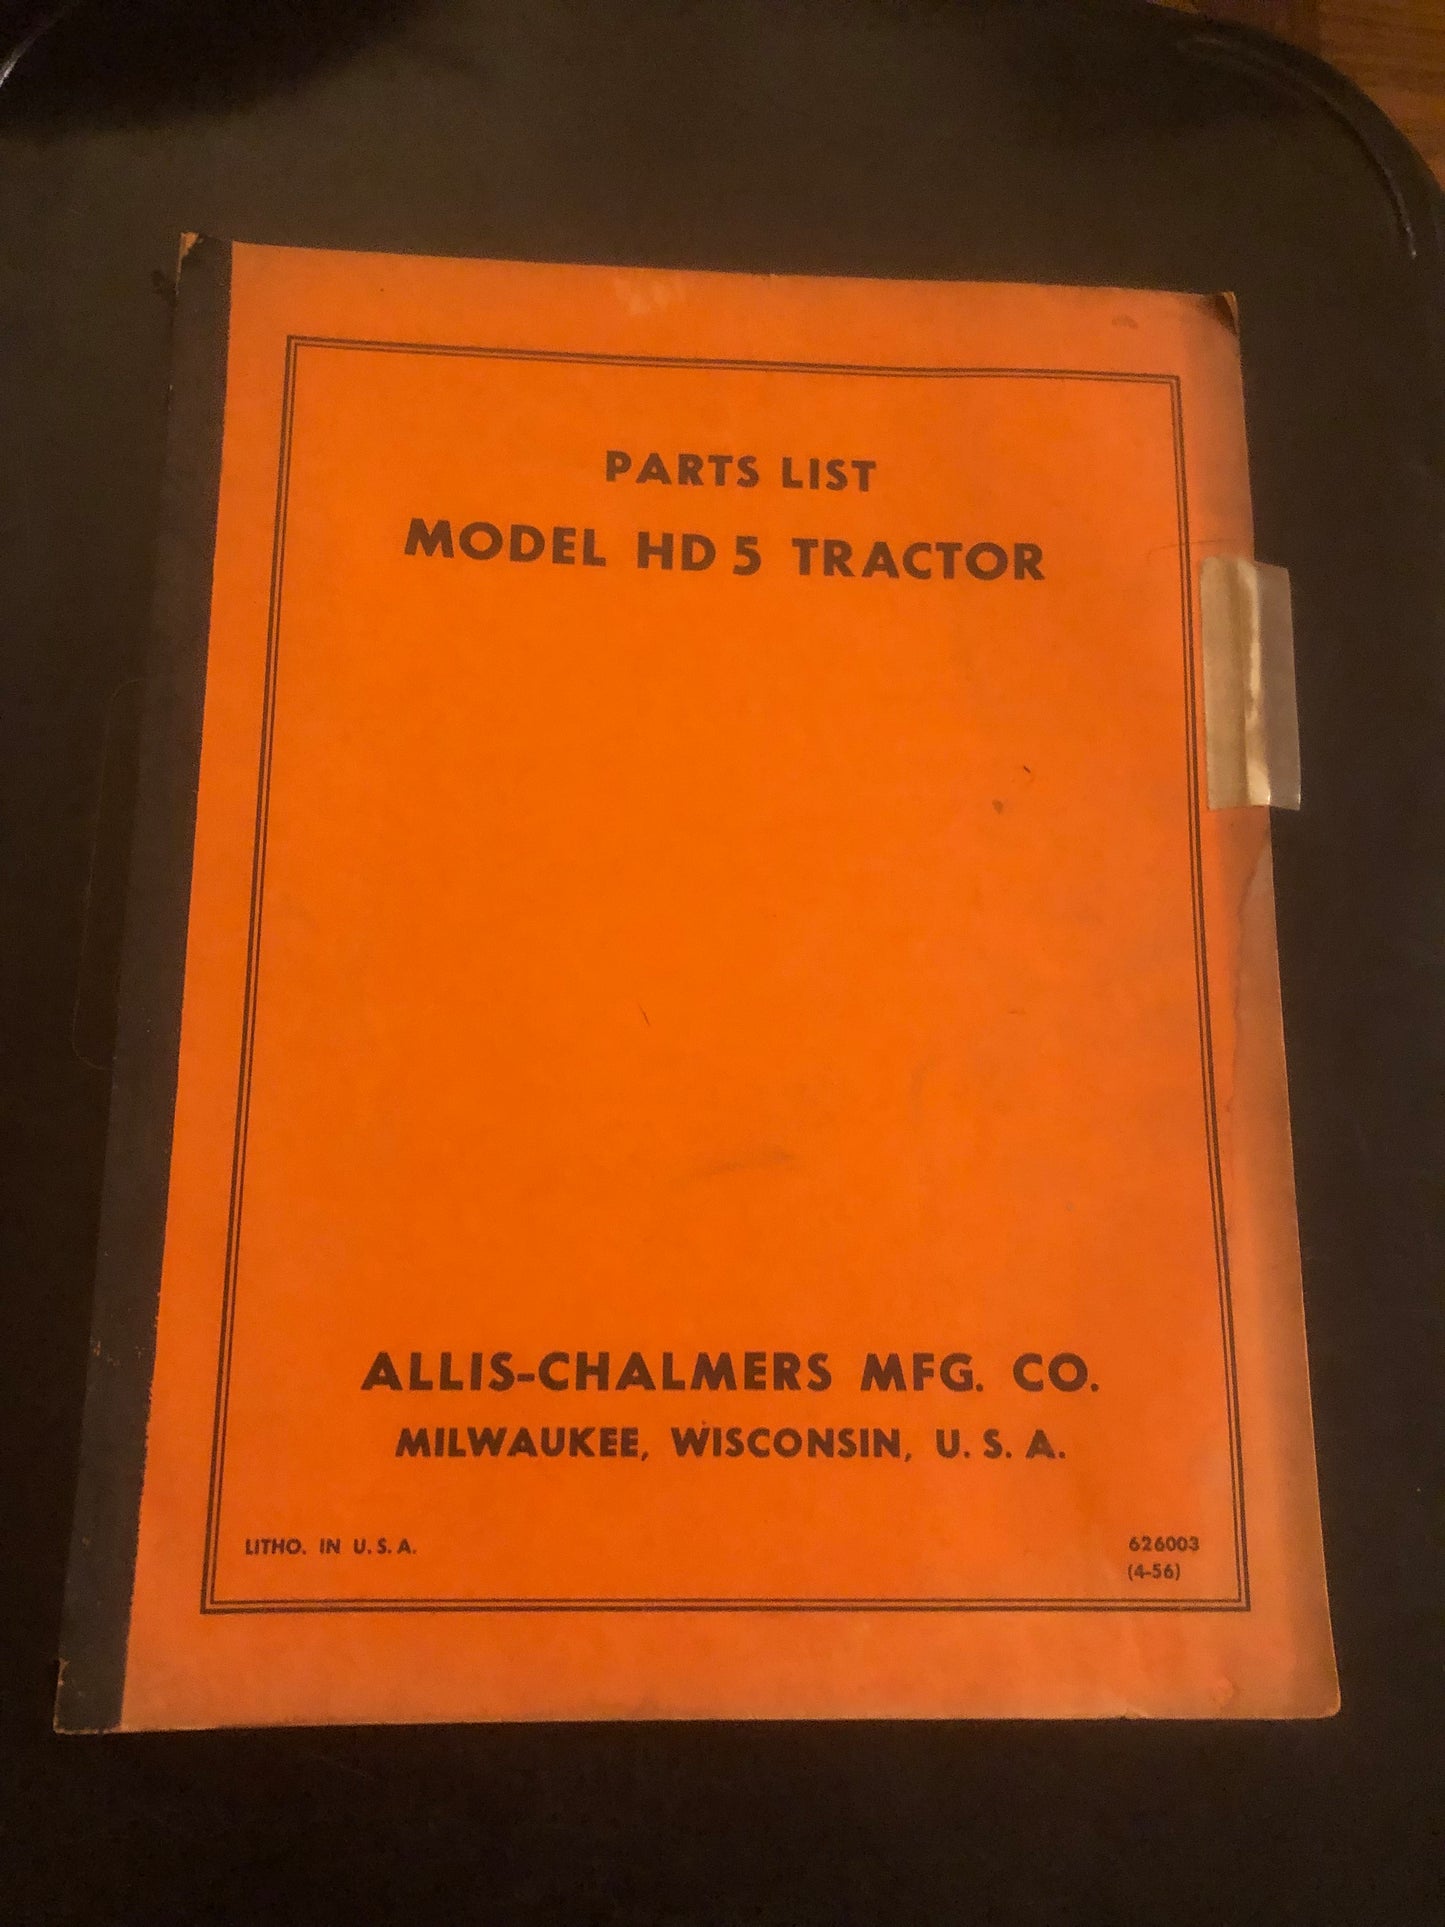 PARTS LIST
MODEL HD 5 TRACTOR
ALLIS-CHALMERS MFG. CO.
MILWAUKEE, WISCONSIN, U. S. A.
LITHO. IN U. S. A.
626003
(4-56)